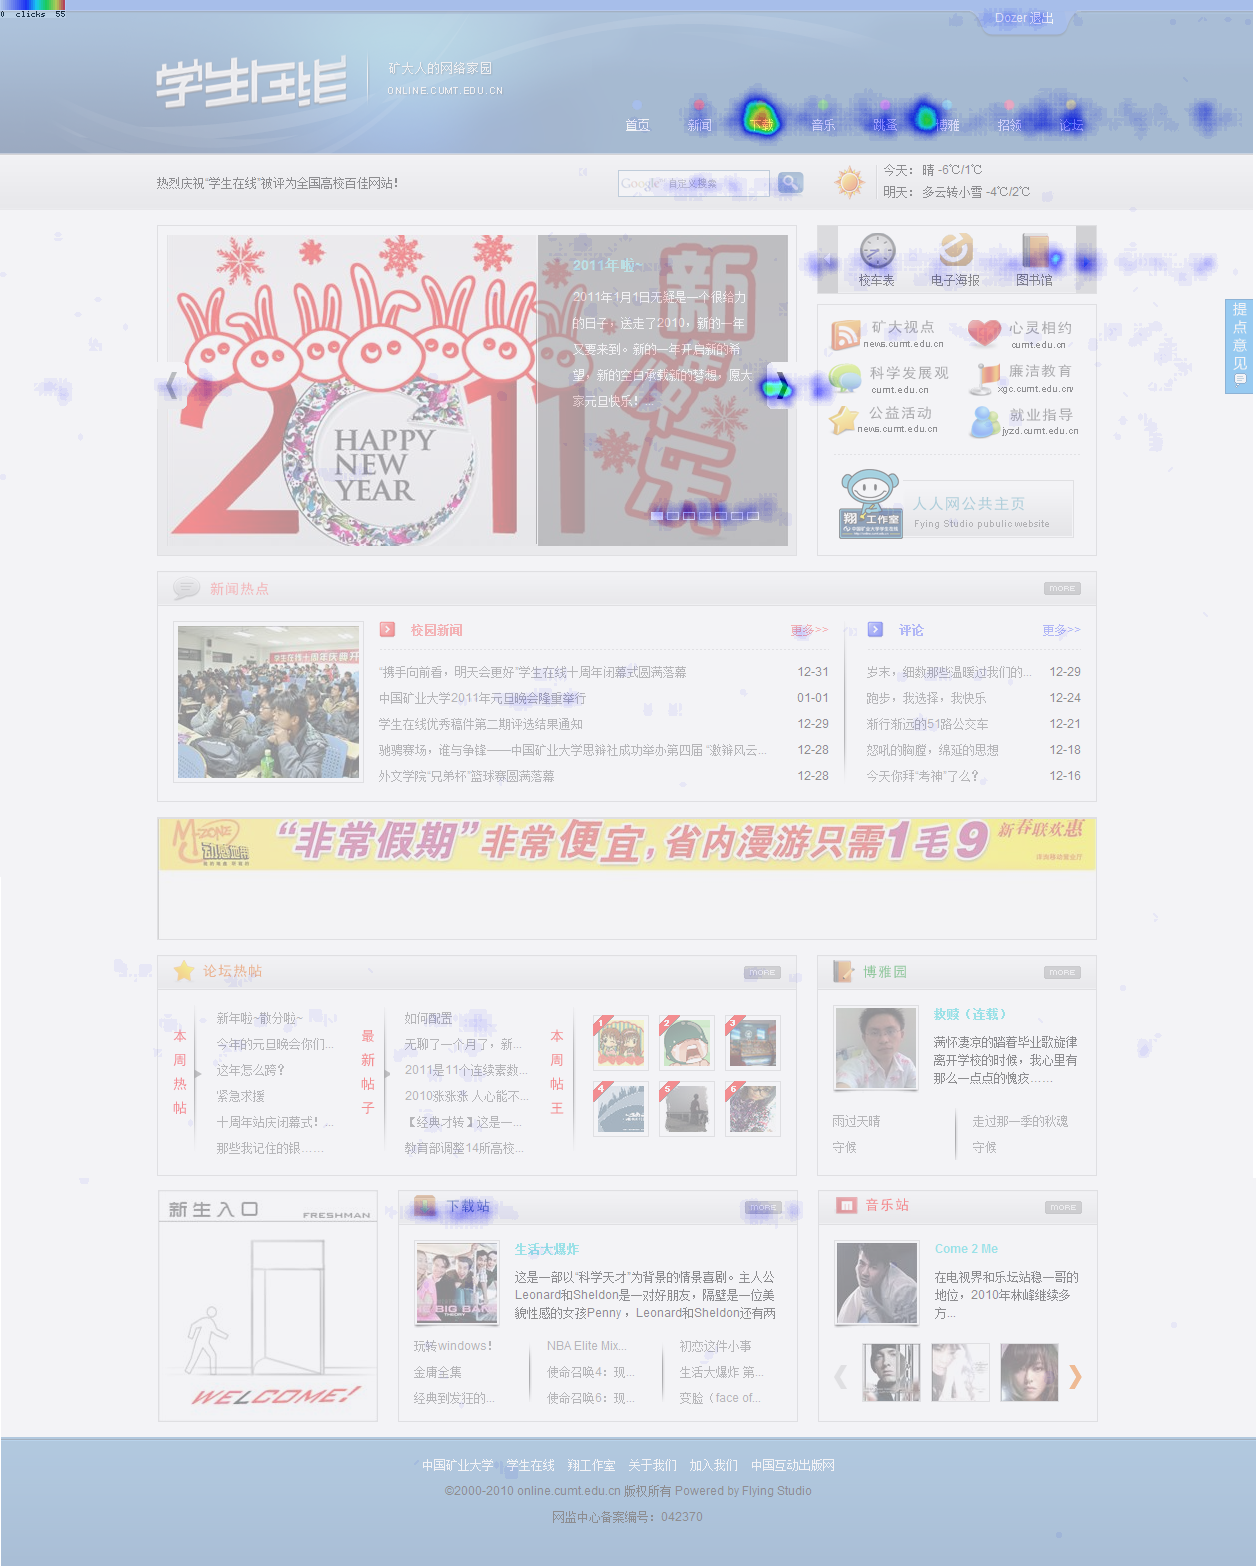 0 clicks 55
Dozer 退出
学生在线
矿大人的网络家园
ONLINE.CUMT.EDU.CN
首页 新闻 下载 音乐 跳蚤 博雅 招领 论坛
热烈庆祝“学生在线”被评为全国高校百佳网站！
Google 自定义搜索
今天：晴 -6℃/1℃
明天：多云转小雪 -4℃/2℃
2011年啦~
2011年1月1日无疑是一个很给力
的日子，送走了2010，新的一年
又要来到。新的一年开启新的希
望，新的空白承载新的梦想，愿大
家元旦快乐！...
HAPPY
NEW
YEAR
校车表 电子海报 图书馆
提点意见
矿大视点
news.cumt.edu.cn
心灵相约
cumt.edu.cn
科学发展观
cumt.edu.cn
廉洁教育
xgc.cumt.edu.cn
公益活动
news.cumt.edu.cn
就业指导
jyzd.cumt.edu.cn
翔工作室
人人网公共主页
Fying Studio pubulic website
新闻热点
MORE
校园新闻
更多>>
“携手向前看，明天会更好”学生在线十周年闭幕式圆满落幕 12-31
中国矿业大学2011年元旦晚会隆重举行 01-01
学生在线优秀稿件第二期评选结果通知 12-29
驰骋赛场，谁与争锋——中国矿业大学思辩社成功举办第四届 “邀辩风云... 12-28
外文学院“兄弟杯”篮球赛圆满落幕 12-28
评论
更多>>
岁末，细数那些温暖过我们的... 12-29
跑步，我选择，我快乐 12-24
渐行渐远的51路公交车 12-21
怒吼的胸膛，绵延的思想 12-18
今天你拜“考神”了么？ 12-16
M-ZONE
动感地带
“非常假期”非常便宜，省内漫游只需1毛9
新春联欢惠
论坛热帖
MORE
本周热帖
新年啦~散分啦~
今年的元旦晚会你们...
这年怎么跨？
紧急求援
十周年站庆闭幕式！...
那些我记住的银……
最新帖子
如何配置
无聊了一个月了，新...
2011是11个连续素数...
2010涨涨涨 人心能不...
【经典才转】这是一...
教育部调整14所高校...
本周帖王
1 2 3
4 5 6
博雅园
MORE
救赎（连载）
满怀凄凉的踹着毕业歌旋律
离开学校的时候，我心里有
那么一点点的愧疚……
雨过天晴
守候
走过那一季的秋魂
守候
新生入口
FRESHMAN
WELCOME!
下载站
MORE
生活大爆炸
这是一部以“科学天才”为背景的情景喜剧。主人公
Leonard和Sheldon是一对好朋友，隔壁是一位美
貌性感的女孩Penny，Leonard和Sheldon还有两
玩转windows！
金庸全集
经典到发狂的...
NBA Elite Mix...
使命召唤4：现...
使命召唤6：现...
初恋这件小事
生活大爆炸 第...
变脸（face of...
音乐站
MORE
Come 2 Me
在电视界和乐坛站稳一哥的
地位，2010年林峰继续多
方...
中国矿业大学 学生在线 翔工作室 关于我们 加入我们 中国互动出版网
©2000-2010 online.cumt.edu.cn 版权所有 Powered by Flying Studio
网监中心备案编号：042370